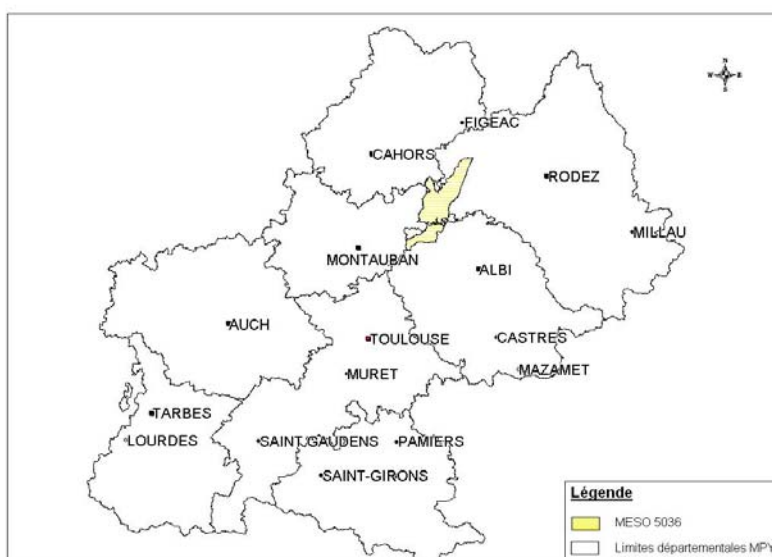 N
W E
S
FIGEAC
CAHORS
RODEZ
MILLAU
MONTAUBAN
ALBI
AUCH
TOULOUSE
CASTRES
MURET
MAZAMET
TARBES
LOURDES
SAINT-GAUDENS
PAMIERS
SAINT-GIRONS
Légende
MESO 5036
Limites départementales MPY